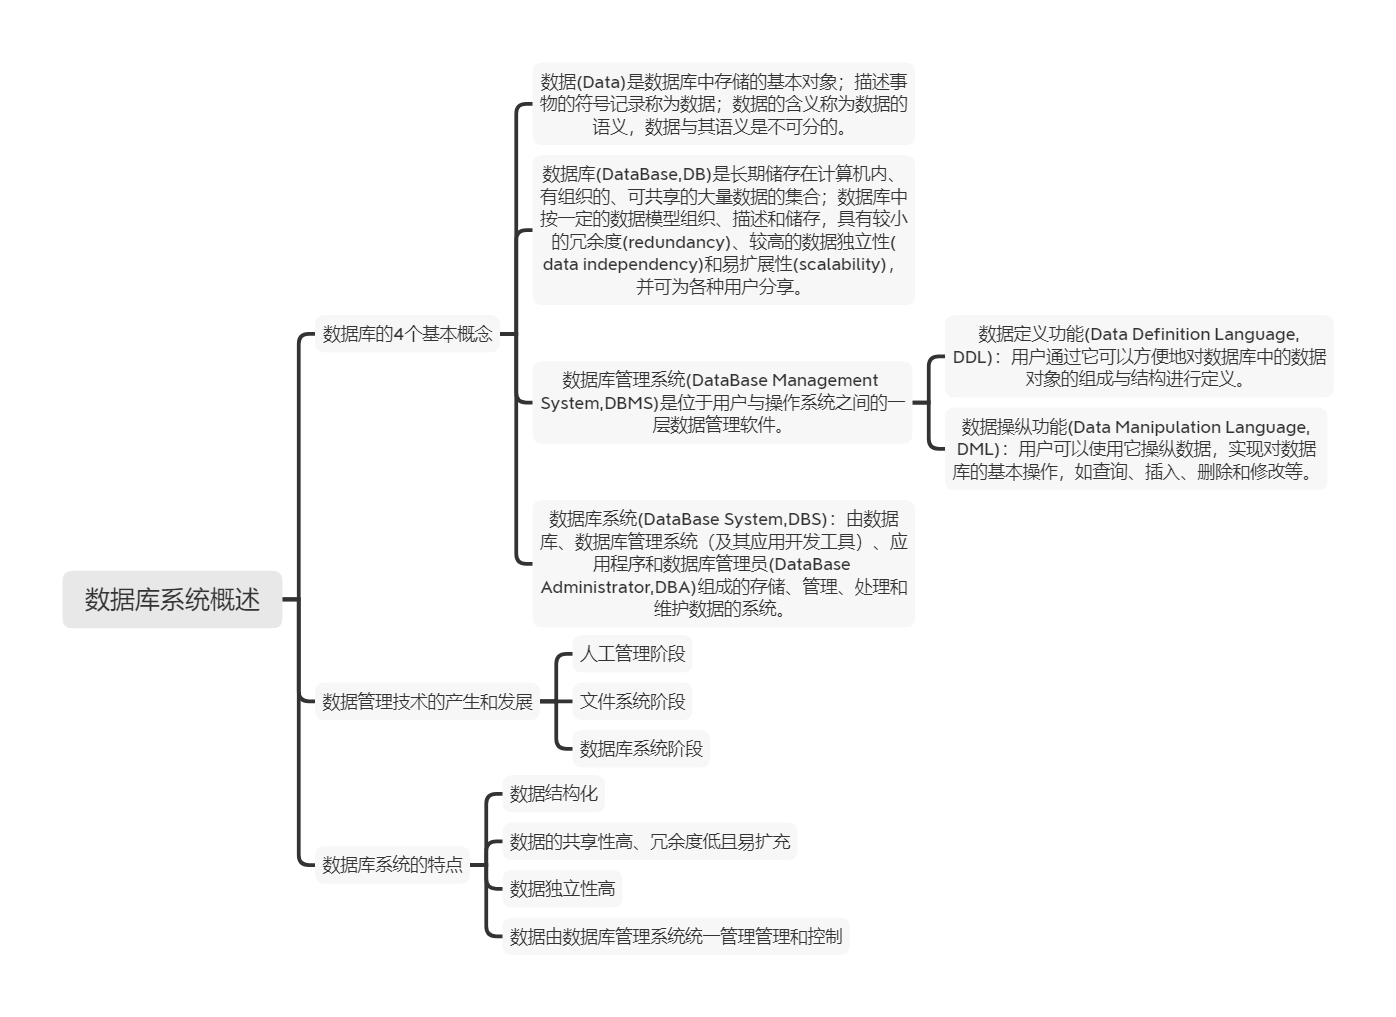 数据库系统概述
数据库的4个基本概念
数据(Data)是数据库中存储的基本对象；描述事
物的符号记录称为数据；数据的含义称为数据的
语义，数据与其语义是不可分的。
数据库(DataBase,DB)是长期储存在计算机内、
有组织的、可共享的大量数据的集合；数据库中
按一定的数据模型组织、描述和储存，具有较小
的冗余度(redundancy)、较高的数据独立性(
data independency)和易扩展性(scalability)，
并可为各种用户分享。
数据库管理系统(DataBase Management
System,DBMS)是位于用户与操作系统之间的一
层数据管理软件。
数据定义功能(Data Definition Language,
DDL)：用户通过它可以方便地对数据库中的数据
对象的组成与结构进行定义。
数据操纵功能(Data Manipulation Language,
DML)：用户可以使用它操纵数据，实现对数据
库的基本操作，如查询、插入、删除和修改等。
数据库系统(DataBase System,DBS)：由数据
库、数据库管理系统（及其应用开发工具）、应
用程序和数据库管理员(DataBase
Administrator,DBA)组成的存储、管理、处理和
维护数据的系统。
数据管理技术的产生和发展
人工管理阶段
文件系统阶段
数据库系统阶段
数据库系统的特点
数据结构化
数据的共享性高、冗余度低且易扩充
数据独立性高
数据由数据库管理系统统一管理管理和控制